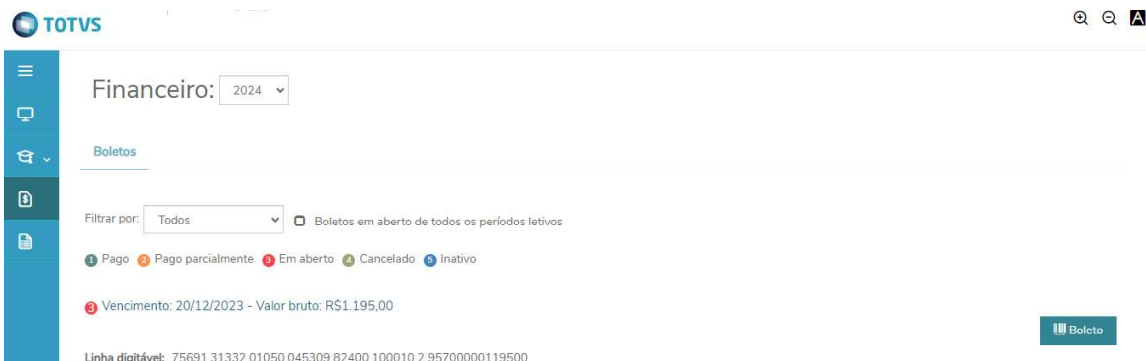 TOTVS
A
Financeiro: 2024
Boletos
Filtrar por: Todos Boletos em aberto de todos os períodos letivos
1 Pago 2 Pago parcialmente 3 Em aberto 4 Cancelado 5 Inativo
3 Vencimento: 20/12/2023 - Valor bruto: R$1.195,00
Boleto
Linha digitável: 75691.31332 01050.045309 82400.100010 2 95700000119500